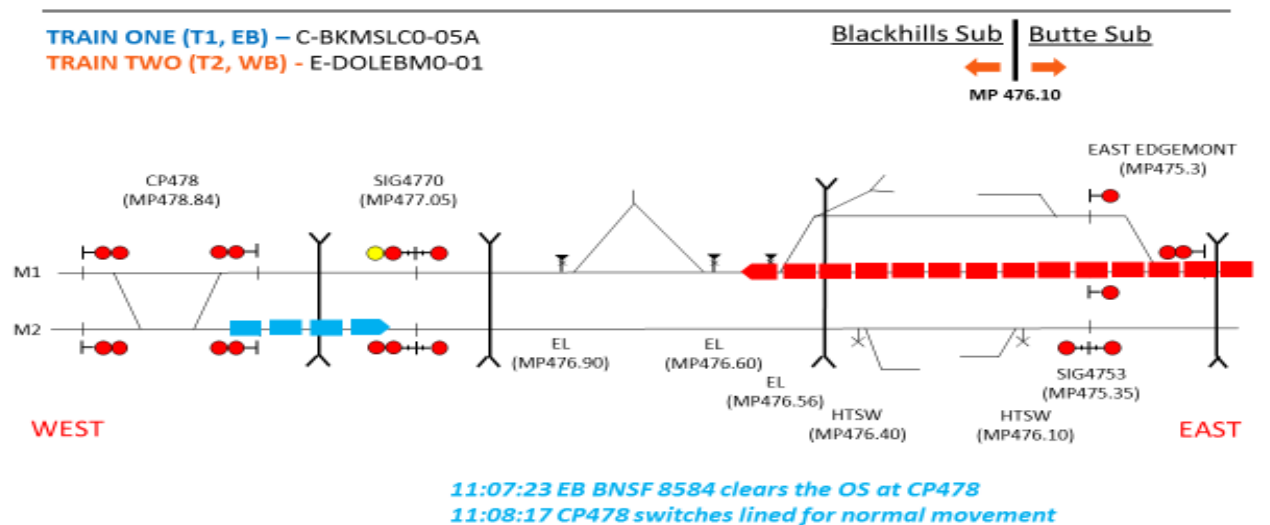 TRAIN ONE (T1, EB) – C-BKMSLC0-05A
TRAIN TWO (T2, WB) - E-DOLEBM0-01
Blackhills Sub
Butte Sub
MP 476.10
CP478
(MP478.84)
SIG4770
(MP477.05)
EAST EDGEMONT
(MP475.3)
M1
M2
EL
(MP476.90)
EL
(MP476.60)
EL
(MP476.56)
HTSW
(MP476.40)
HTSW
(MP476.10)
SIG4753
(MP475.35)
WEST
EAST
11:07:23 EB BNSF 8584 clears the OS at CP478
11:08:17 CP478 switches lined for normal movement